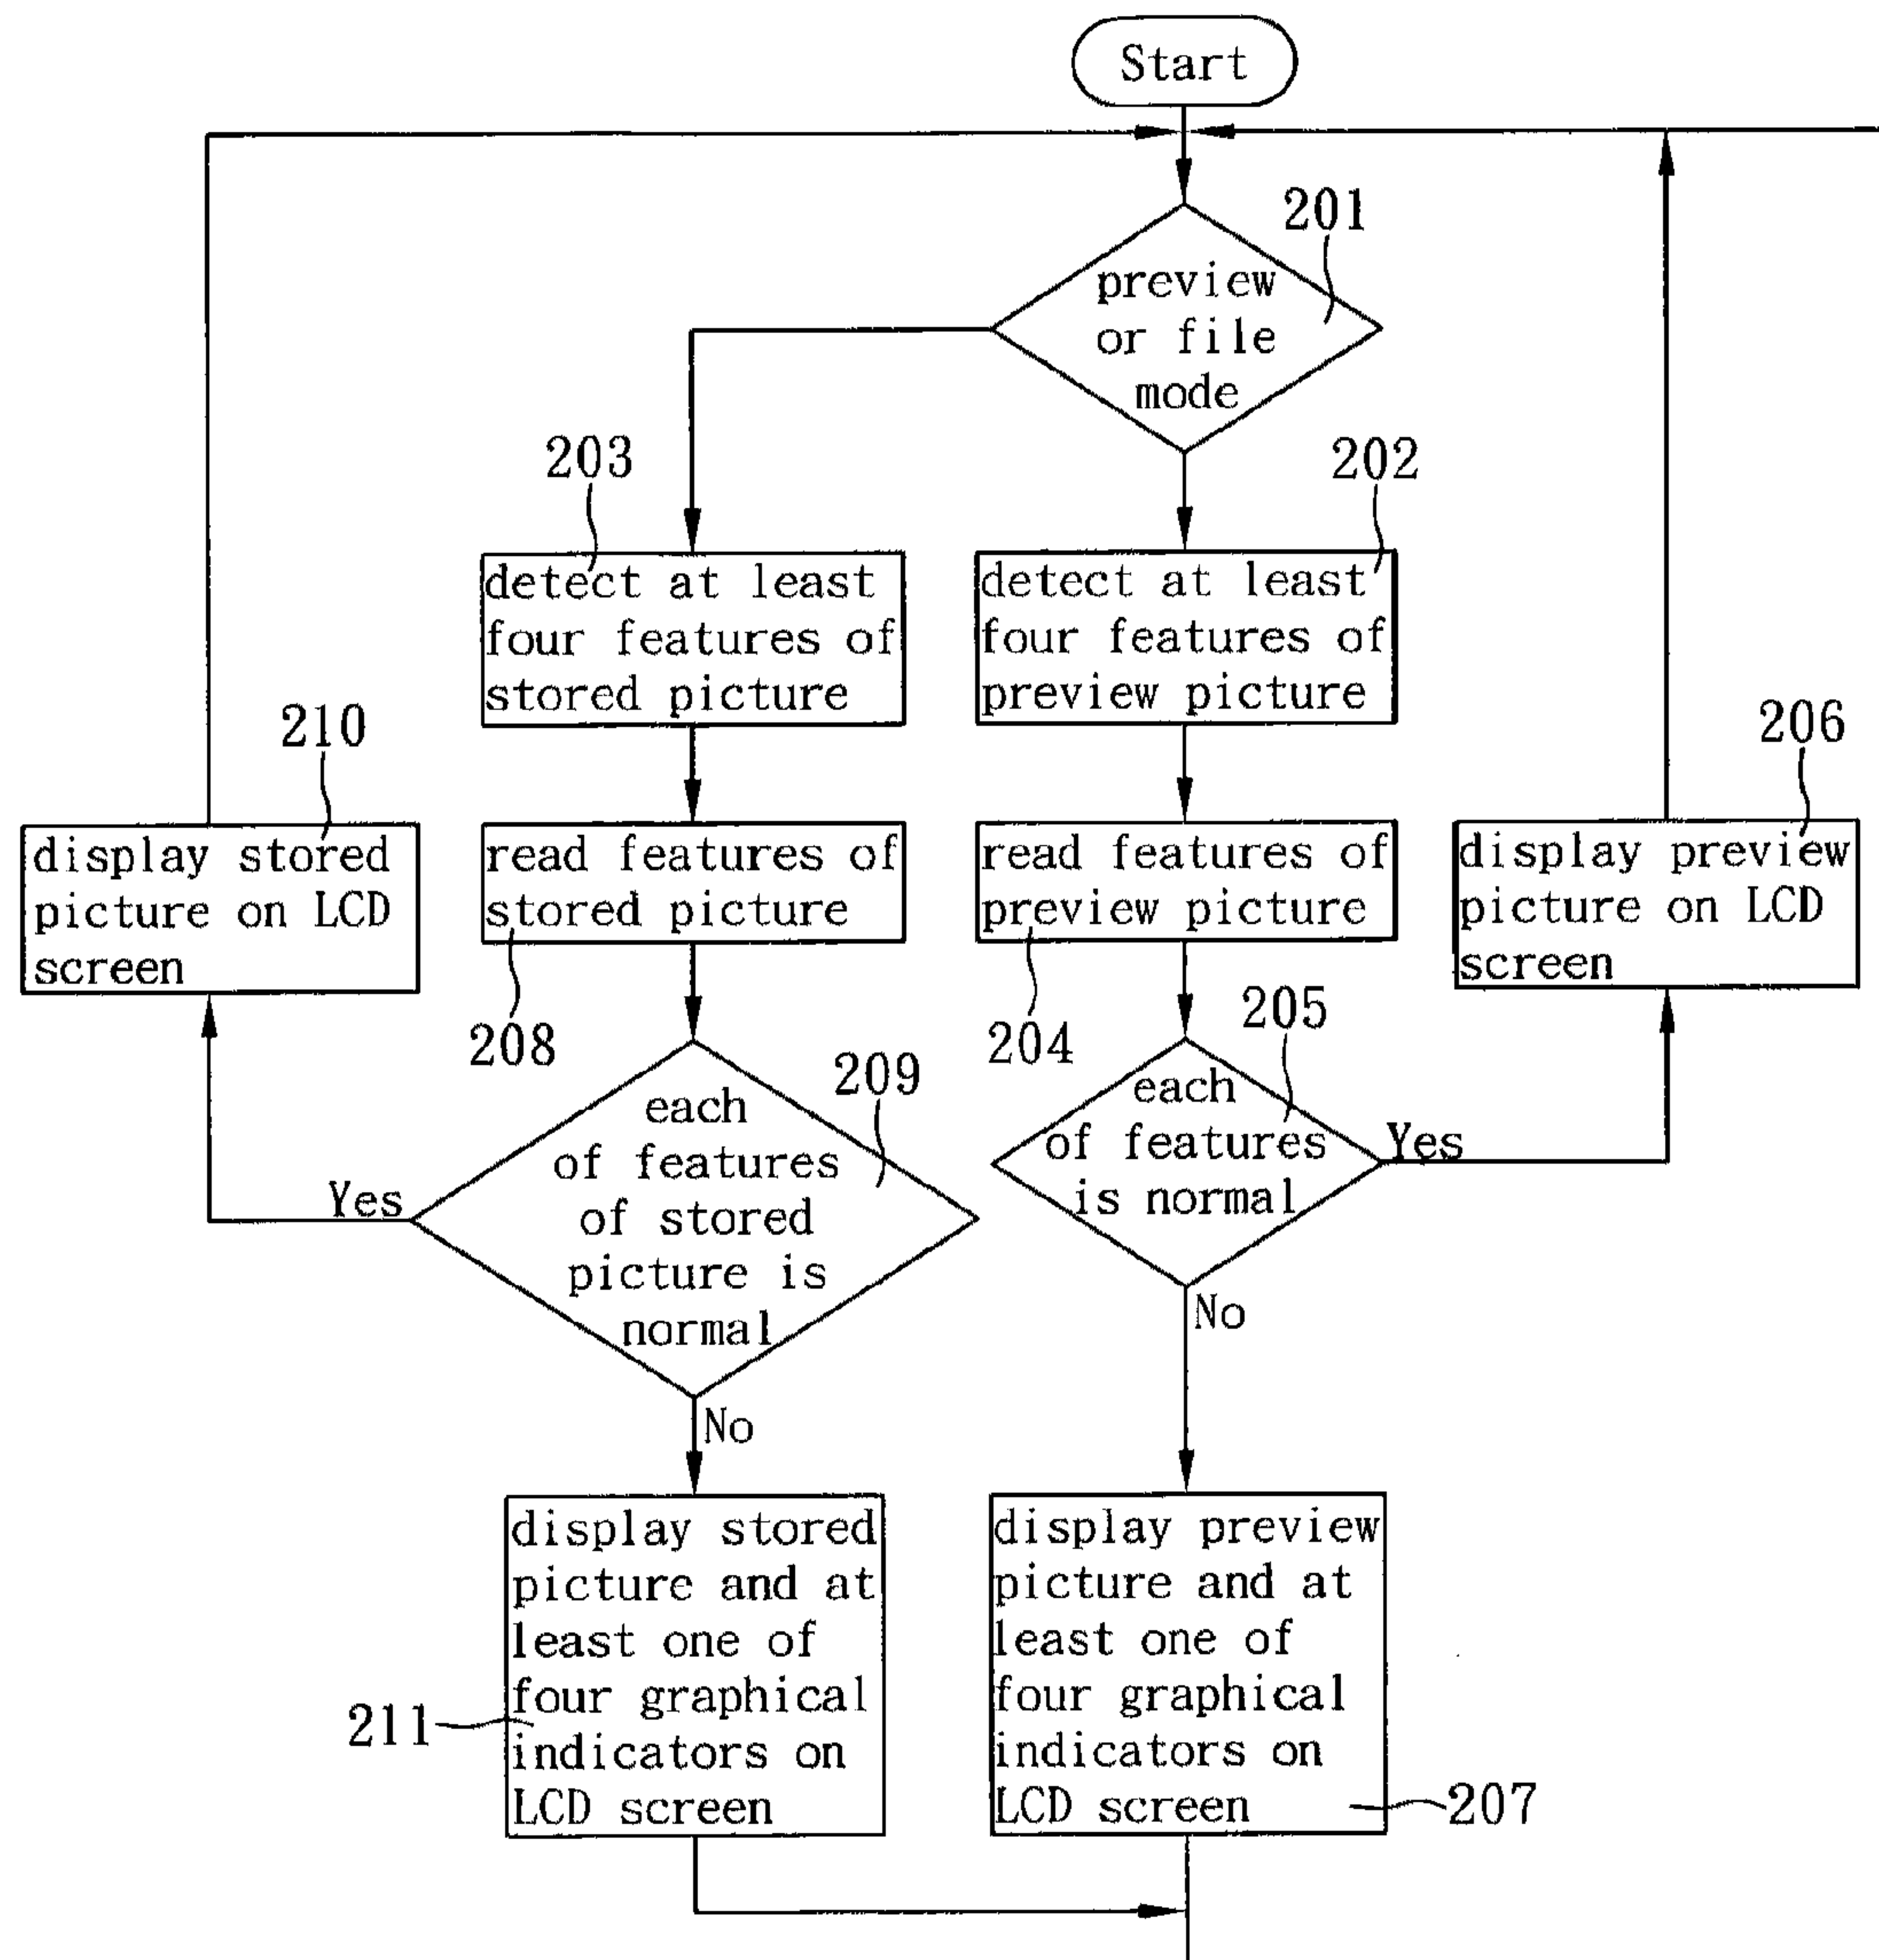 Start
201
preview
or file
mode
203
202
detect at least
four features of
stored picture
detect at least
four features of
preview picture
210
206
display stored
picture on LCD
screen
read features of
stored picture
read features of
preview picture
display preview
picture on LCD
screen
208
204
209
205
each
of features
of stored
picture is
normal
Yes
No
each
of features
is normal
Yes
No
display stored
picture and at
least one of
four graphical
indicators on
LCD screen
211
display preview
picture and at
least one of
four graphical
indicators on
LCD screen
207